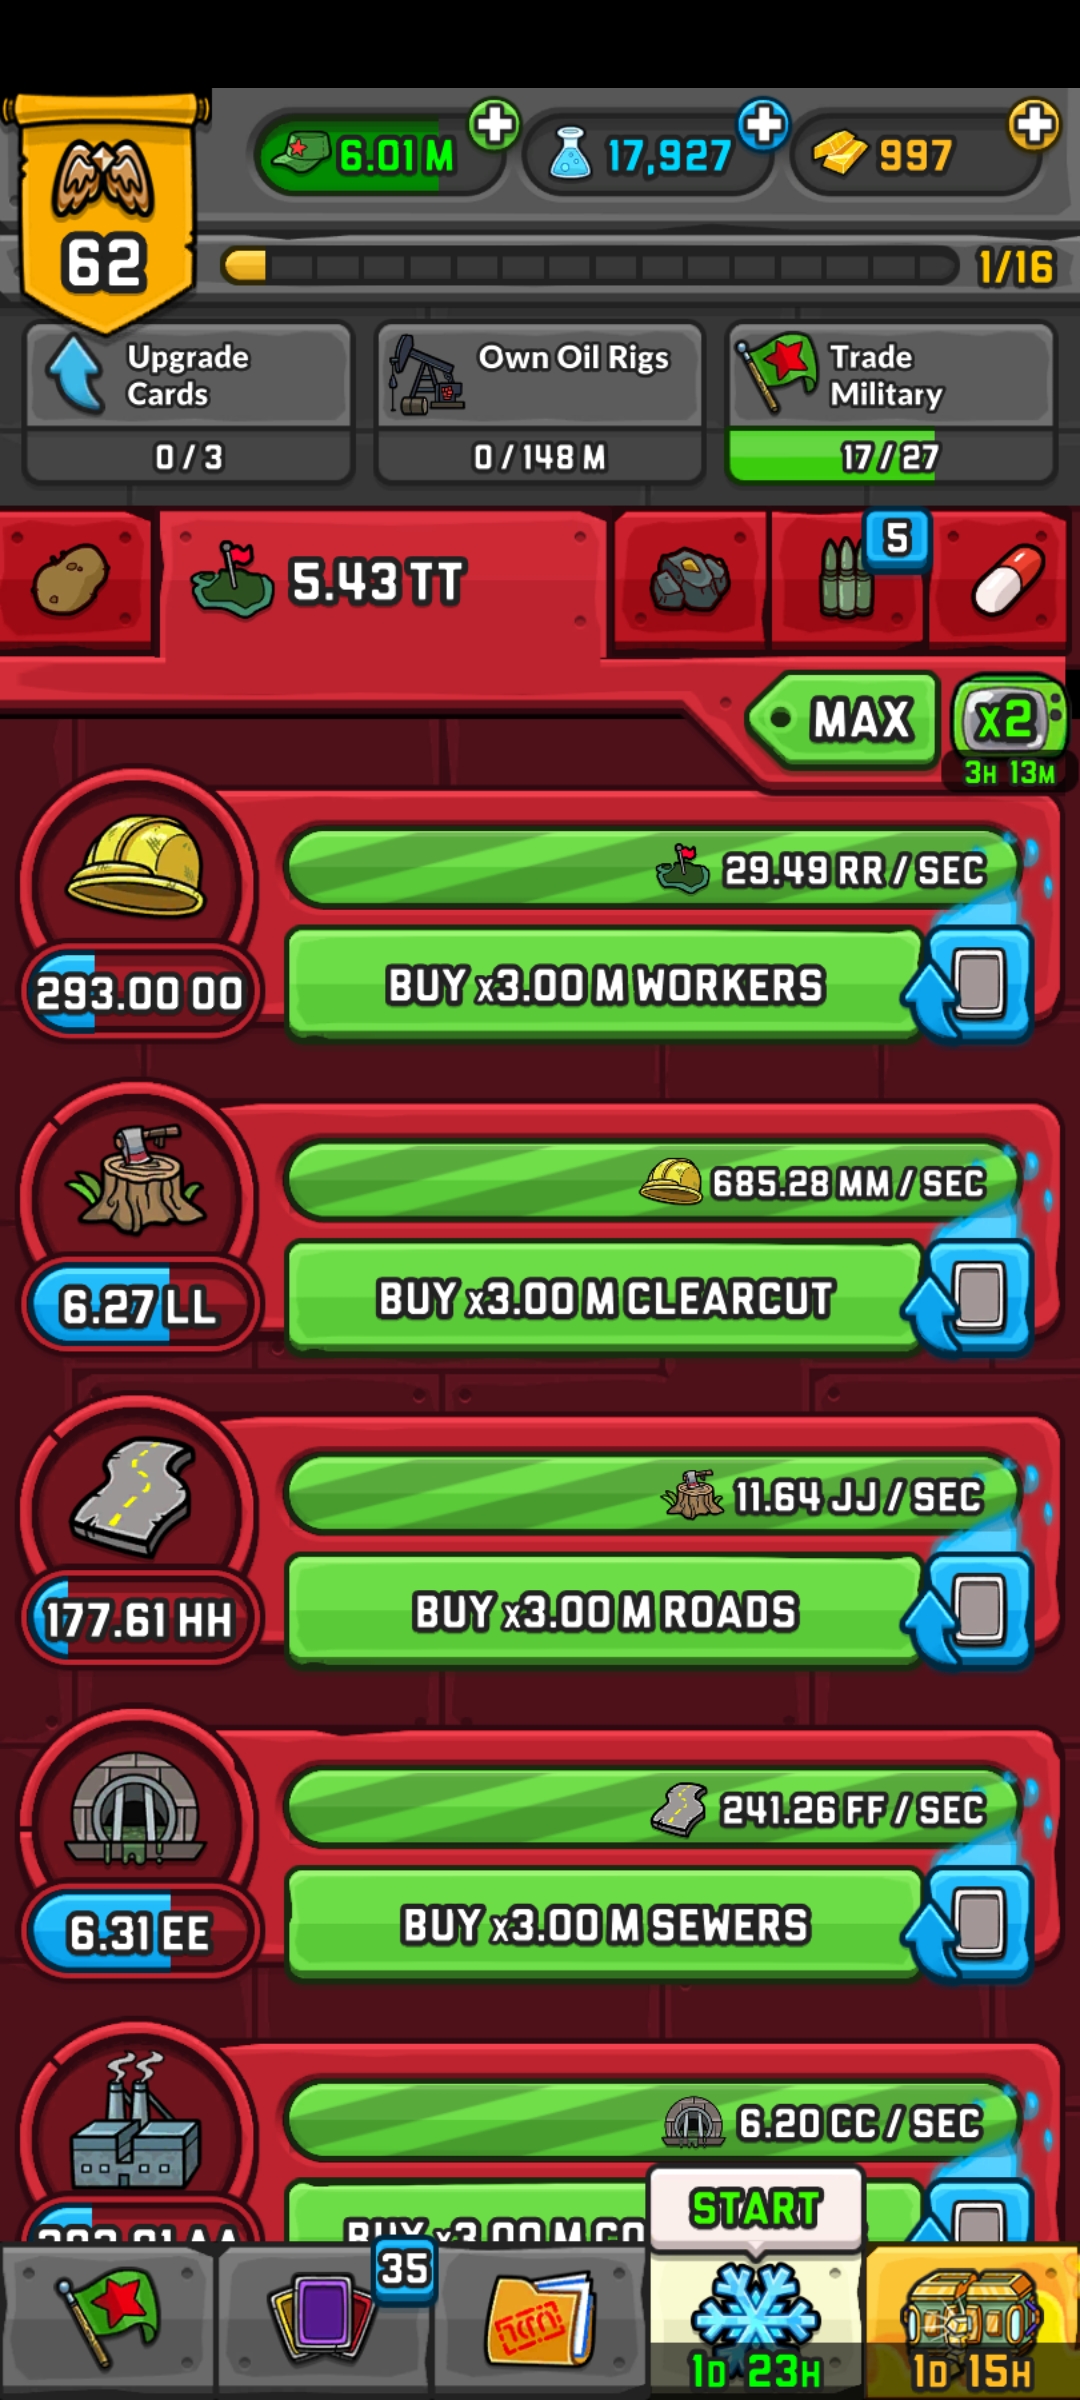 6.01 M
17,927
997
62
1/16
Upgrade
Cards
Own Oil Rigs
Trade
Military
0 / 3
0 / 148 M
17 / 27
5.43 TT
5
MAX
x2
3H 13M
29.49 RR / SEC
293.00 OO
BUY x3.00 M WORKERS
685.28 MM / SEC
6.27 LL
BUY x3.00 M CLEARCUT
11.64 JJ / SEC
177.61 HH
BUY x3.00 M ROADS
241.26 FF / SEC
6.31 EE
BUY x3.00 M SEWERS
6.20 CC / SEC
BUY x3.00 M
START
35
1D 23H
1D 15H